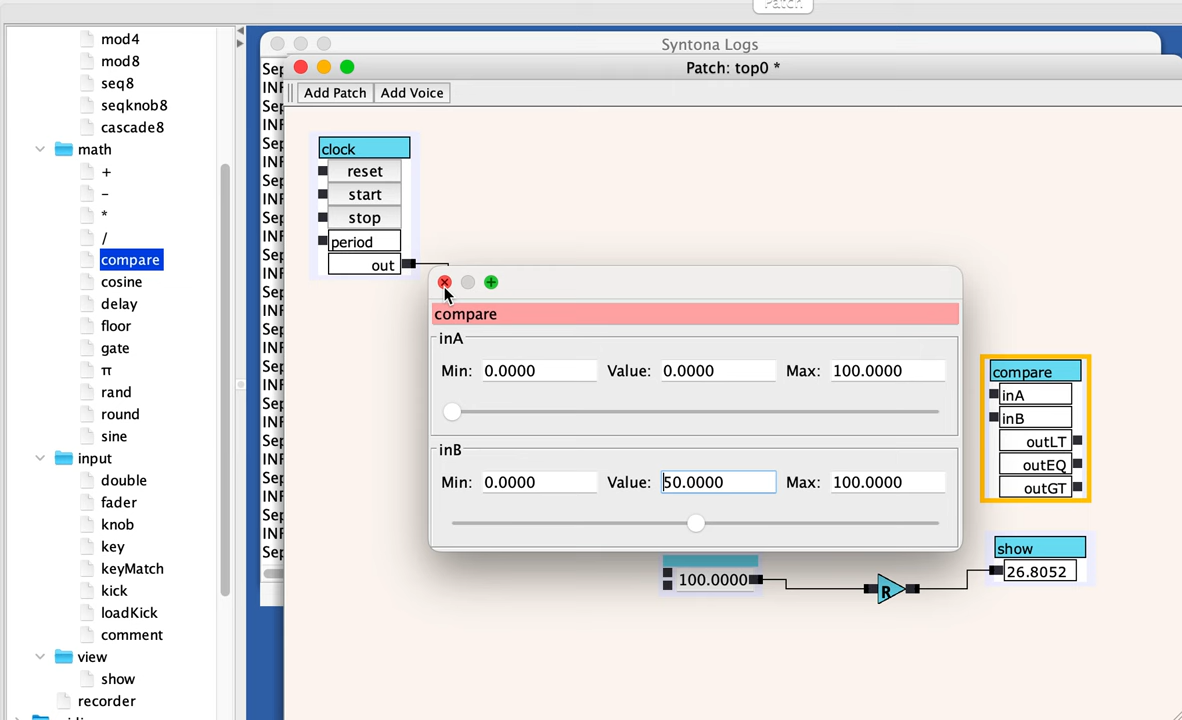 Patch
mod4
mod8
seq8
seqknob8
cascade8
math
+
-
*
/
compare
cosine
delay
floor
gate
π
rand
round
sine
input
double
fader
knob
key
keyMatch
kick
loadKick
comment
view
show
recorder
Syntona Logs
Patch: top0 *
Add Patch
Add Voice
clock
reset
start
stop
period
out
compare
inA
Min: 0.0000 Value: 0.0000 Max: 100.0000
inB
Min: 0.0000 Value: 50.0000 Max: 100.0000
compare
inA
inB
outLT
outEQ
outGT
100.0000
R
show
26.8052